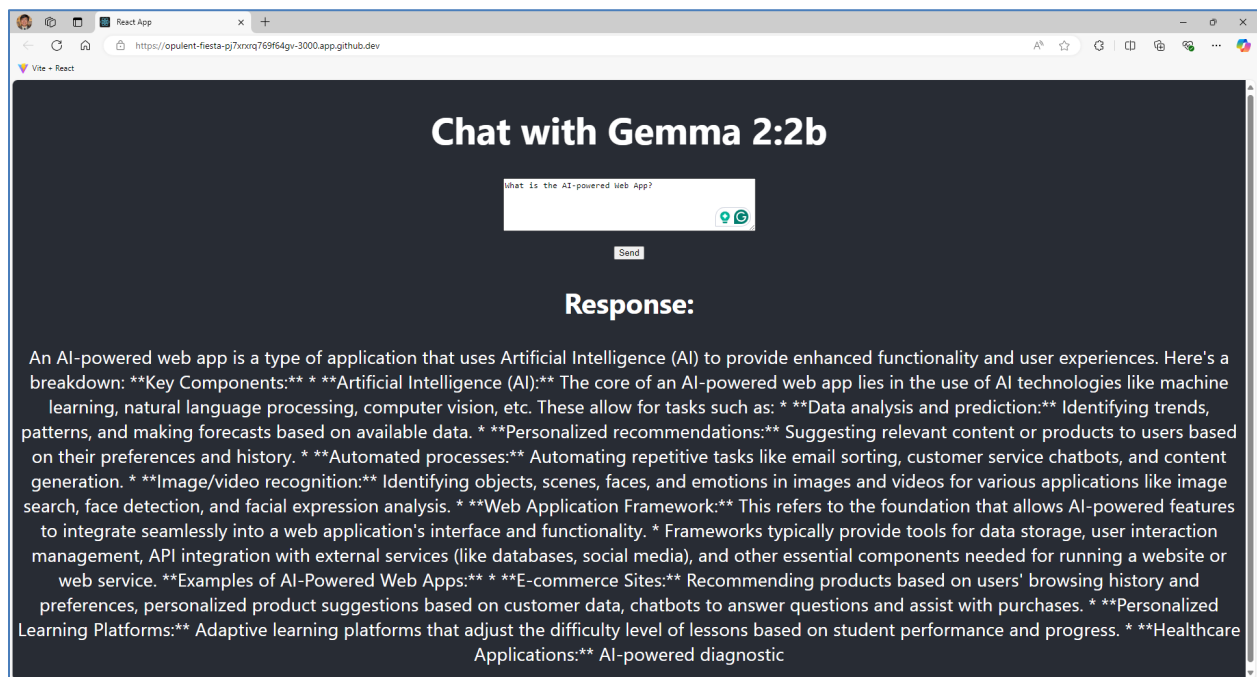 React App
https://opulent-fiesta-pj7xrxrq769f64gv-3000.app.github.dev
Vite + React
Chat with Gemma 2:2b
What is the AI-powered Web App?
Send
Response:
An AI-powered web app is a type of application that uses Artificial Intelligence (AI) to provide enhanced functionality and user experiences. Here's a
breakdown: **Key Components:** * **Artificial Intelligence (AI):** The core of an AI-powered web app lies in the use of AI technologies like machine
learning, natural language processing, computer vision, etc. These allow for tasks such as: * **Data analysis and prediction:** Identifying trends,
patterns, and making forecasts based on available data. * **Personalized recommendations:** Suggesting relevant content or products to users based
on their preferences and history. * **Automated processes:** Automating repetitive tasks like email sorting, customer service chatbots, and content
generation. * **Image/video recognition:** Identifying objects, scenes, faces, and emotions in images and videos for various applications like image
search, face detection, and facial expression analysis. * **Web Application Framework:** This refers to the foundation that allows AI-powered features
to integrate seamlessly into a web application's interface and functionality. * Frameworks typically provide tools for data storage, user interaction
management, API integration with external services (like databases, social media), and other essential components needed for running a website or
web service. **Examples of AI-Powered Web Apps:** * **E-commerce Sites:** Recommending products based on users' browsing history and
preferences, personalized product suggestions based on customer data, chatbots to answer questions and assist with purchases. * **Personalized
Learning Platforms:** Adaptive learning platforms that adjust the difficulty level of lessons based on student performance and progress. * **Healthcare
Applications:** AI-powered diagnostic